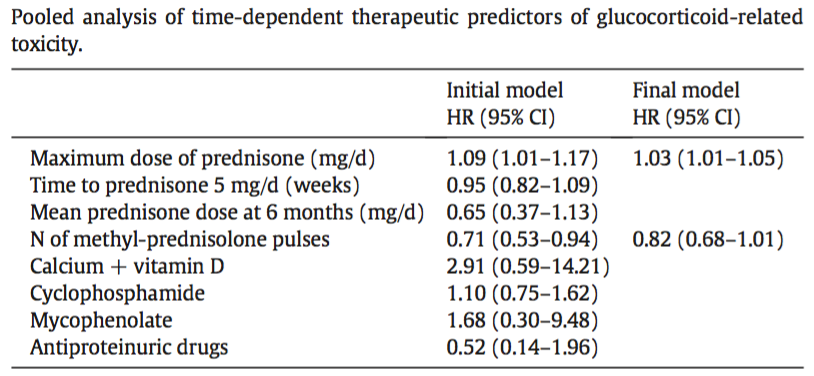 Pooled analysis of time-dependent therapeutic predictors of glucocorticoid-related
toxicity.
Initial model Final model
HR (95% CI) HR (95% CI)
Maximum dose of prednisone (mg/d) 1.09 (1.01–1.17) 1.03 (1.01–1.05)
Time to prednisone 5 mg/d (weeks) 0.95 (0.82–1.09)
Mean prednisone dose at 6 months (mg/d) 0.65 (0.37–1.13)
N of methyl-prednisolone pulses 0.71 (0.53–0.94) 0.82 (0.68–1.01)
Calcium + vitamin D 2.91 (0.59–14.21)
Cyclophosphamide 1.10 (0.75–1.62)
Mycophenolate 1.68 (0.30–9.48)
Antiproteinuric drugs 0.52 (0.14–1.96)